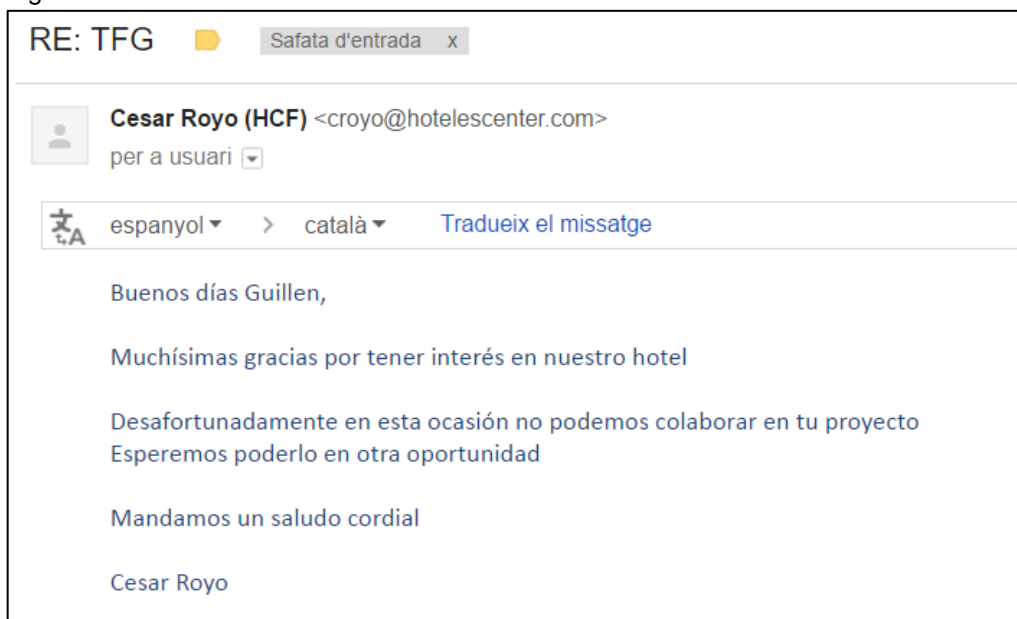 RE: TFG Safata d'entrada x
Cesar Royo (HCF) <croyo@hotelescenter.com>
per a usuari
espanyol > català Tradueix el missatge
Buenos días Guillen,
Muchísimas gracias por tener interés en nuestro hotel
Desafortunadamente en esta ocasión no podemos colaborar en tu proyecto
Esperemos poderlo en otra oportunidad
Mandamos un saludo cordial
Cesar Royo